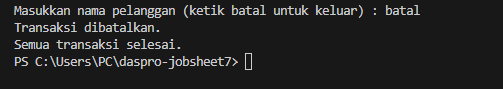 Masukkan nama pelanggan (ketik batal untuk keluar) : batal
Transaksi dibatalkan.
Semua transaksi selesai.
PS C:\Users\PC\daspro-jobsheet7>